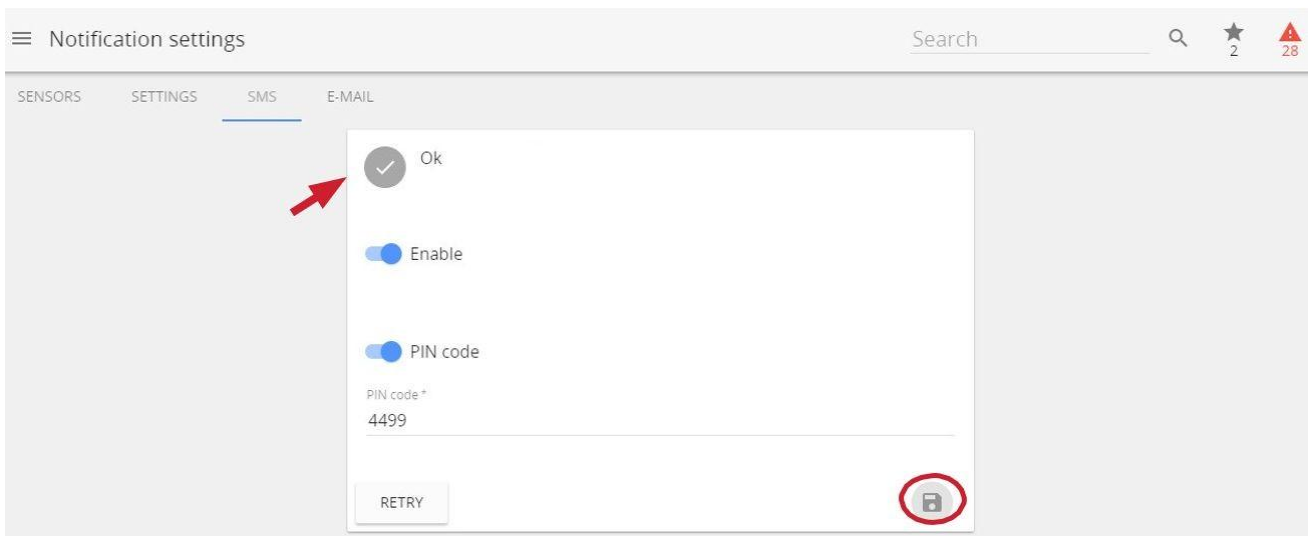 Notification settings
Search
2
28
SENSORS SETTINGS SMS E-MAIL
Ok
Enable
PIN code
PIN code *
4499
RETRY